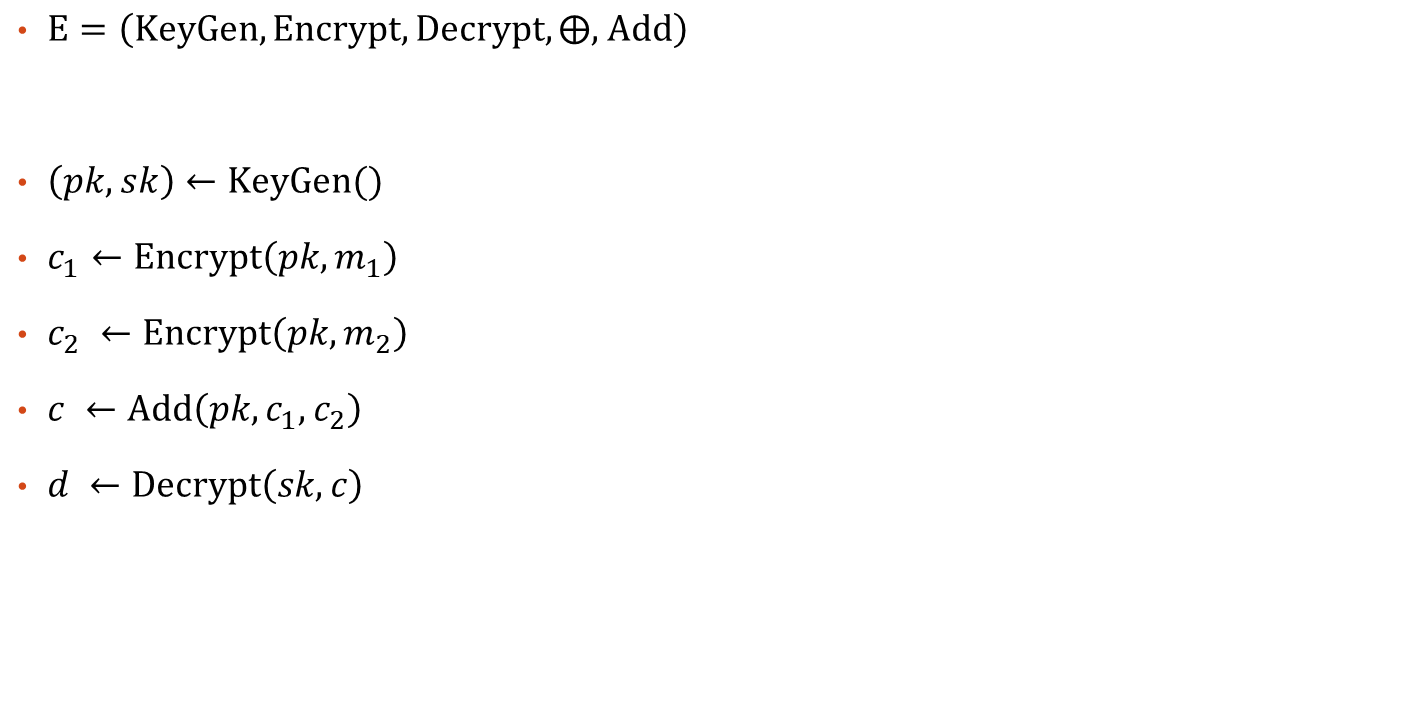 • E = (KeyGen, Encrypt, Decrypt, ⊕, Add)
• (pk, sk) ← KeyGen()
• c₁ ← Encrypt(pk, m₁)
• c₂ ← Encrypt(pk, m₂)
• c ← Add(pk, c₁, c₂)
• d ← Decrypt(sk, c)